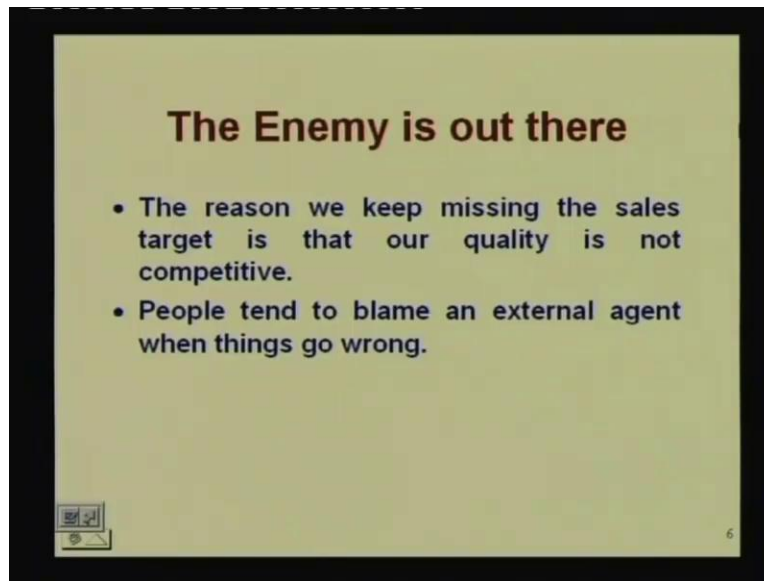 The Enemy is out there
• The reason we keep missing the sales
target is that our quality is not
competitive.
• People tend to blame an external agent
when things go wrong.
6